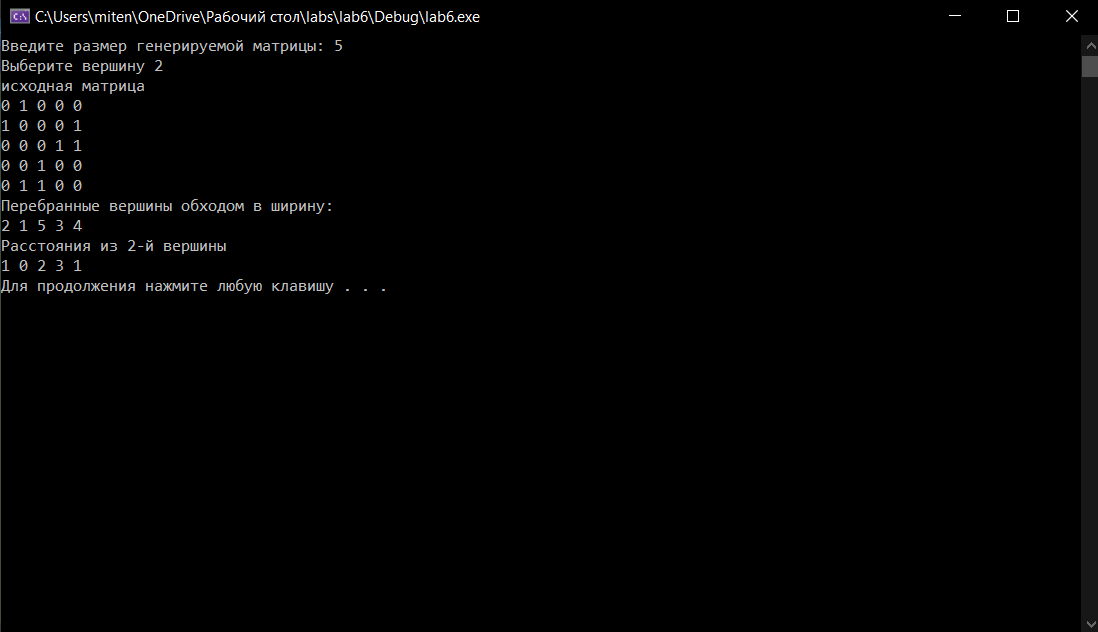 C:\Users\miten\OneDrive\Рабочий стол\labs\lab6\Debug\lab6.exe
Введите размер генерируемой матрицы: 5
Выберите вершину 2
исходная матрица
0 1 0 0 0
1 0 0 0 1
0 0 0 1 1
0 0 1 0 0
0 1 1 0 0
Перебранные вершины обходом в ширину:
2 1 5 3 4
Расстояния из 2-й вершины
1 0 2 3 1
Для продолжения нажмите любую клавишу . . .